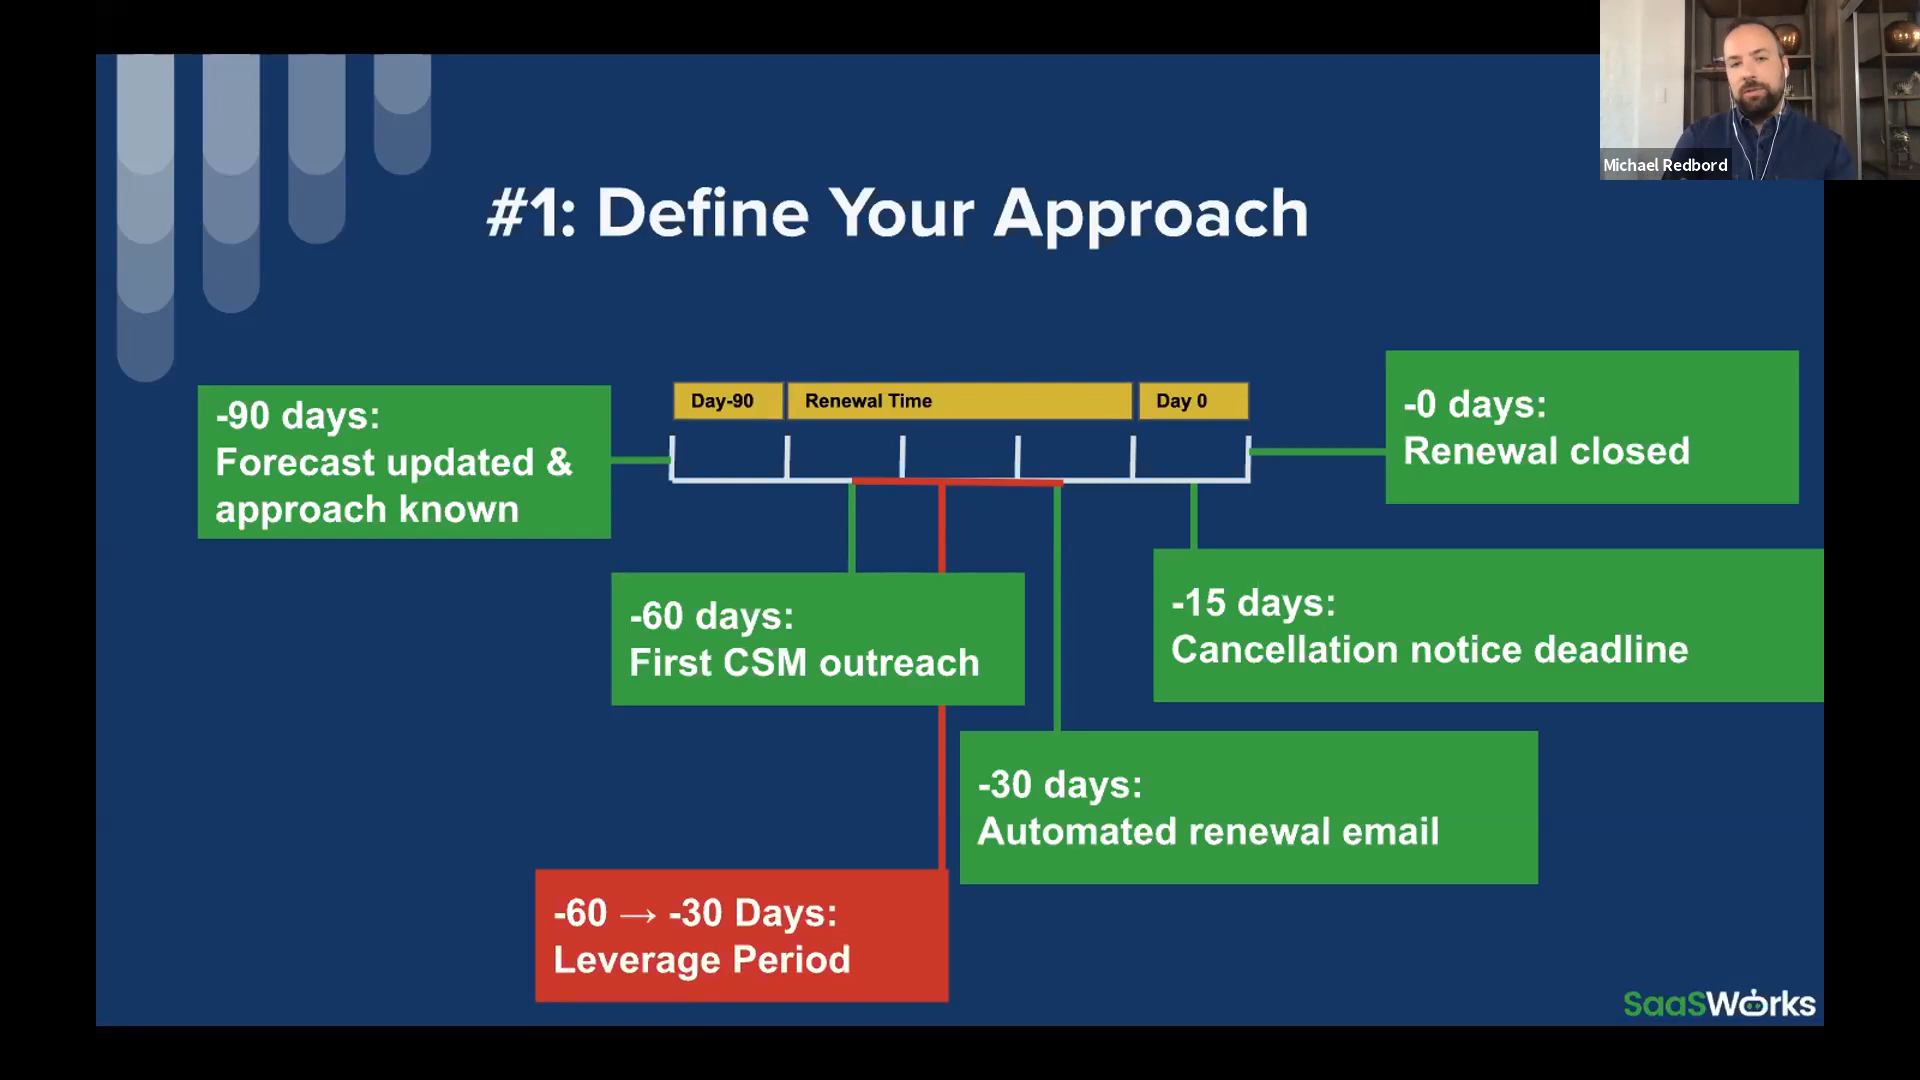 Michael Redbord
#1: Define Your Approach
Day-90
Renewal Time
Day 0
-90 days:
Forecast updated &
approach known
-0 days:
Renewal closed
-60 days:
First CSM outreach
-15 days:
Cancellation notice deadline
-30 days:
Automated renewal email
-60 → -30 Days:
Leverage Period
SaaSWorks